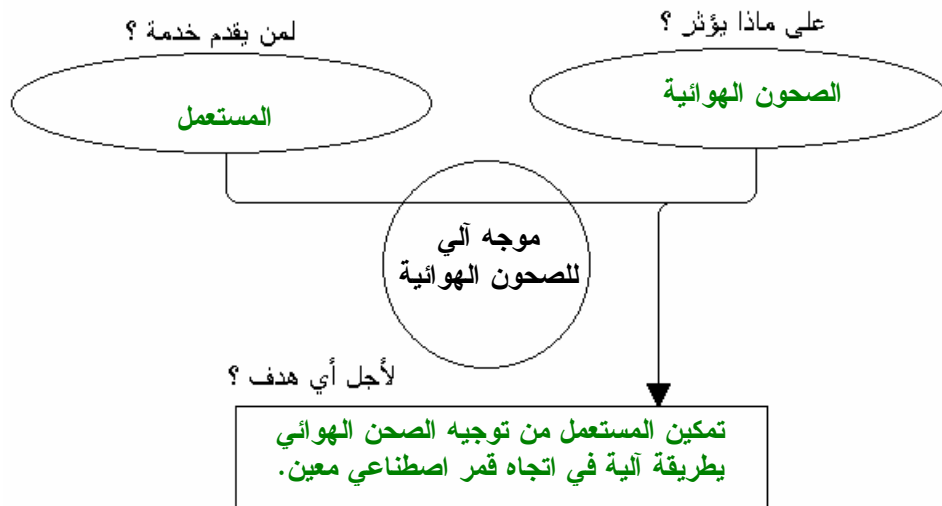 على ماذا يؤثر ؟
لمن يقدم خدمة ؟
الصحون الهوائية
المستعمل
موجه آلي
للصحون الهوائية
لأجل أي هدف ؟
تمكين المستعمل من توجيه الصحن الهوائي
بطريقة آلية في اتجاه قمر اصطناعي معين.